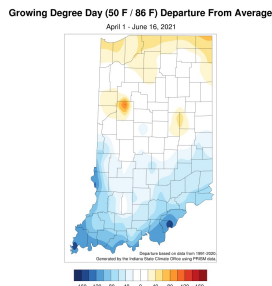 Growing Degree Day (50 F / 86 F) Departure From Average
April 1 - June 16, 2021
Departure based on data from 1991-2020
Generated by the Indiana State Climate Office using PRISM data.